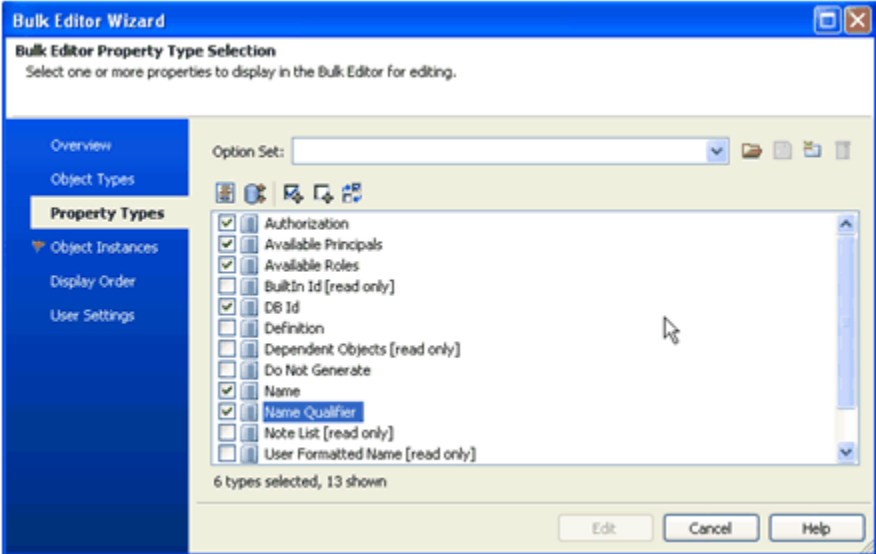 Bulk Editor Wizard
Bulk Editor Property Type Selection
Select one or more properties to display in the Bulk Editor for editing.
Overview
Object Types
Property Types
Object Instances
Display Order
User Settings
Option Set:
Authorization
Available Principals
Available Roles
BuiltIn Id [read only]
DB Id
Definition
Dependent Objects [read only]
Do Not Generate
Name
Name Qualifier
Note List [read only]
User Formatted Name [read only]
6 types selected, 13 shown
Edit Cancel Help